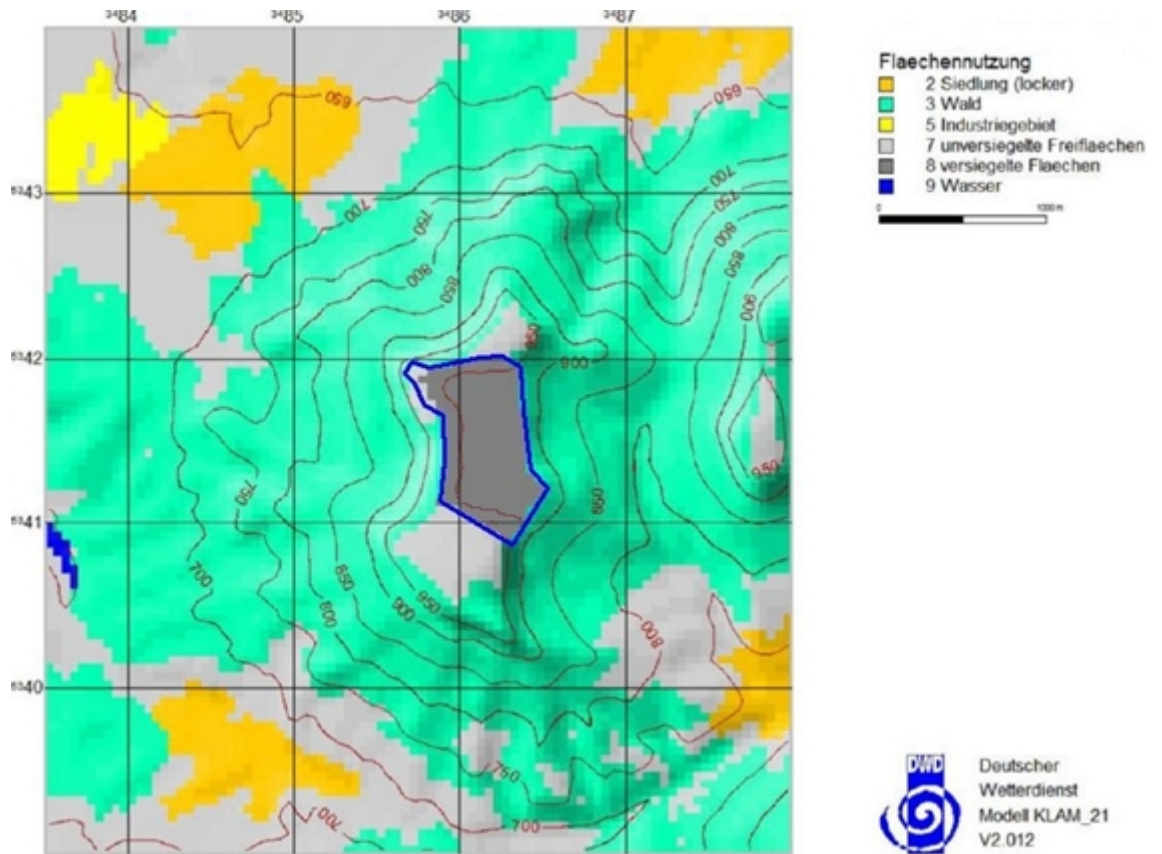 3484 3485 3486 3487
Flaechennutzung
2 Siedlung (locker)
3 Wald
5 Industriegebiet
7 unversiegelte Freiflaechen
8 versiegelte Flaechen
9 Wasser
0 1000 m
650
650
5343
700
700
750
750
800
800
850
850
900
850
5342
900
950
750
850
5341
700
850
800
900
950
800
5340
750
700
700
DWD
Deutscher
Wetterdienst
Modell KLAM_21
V2.012